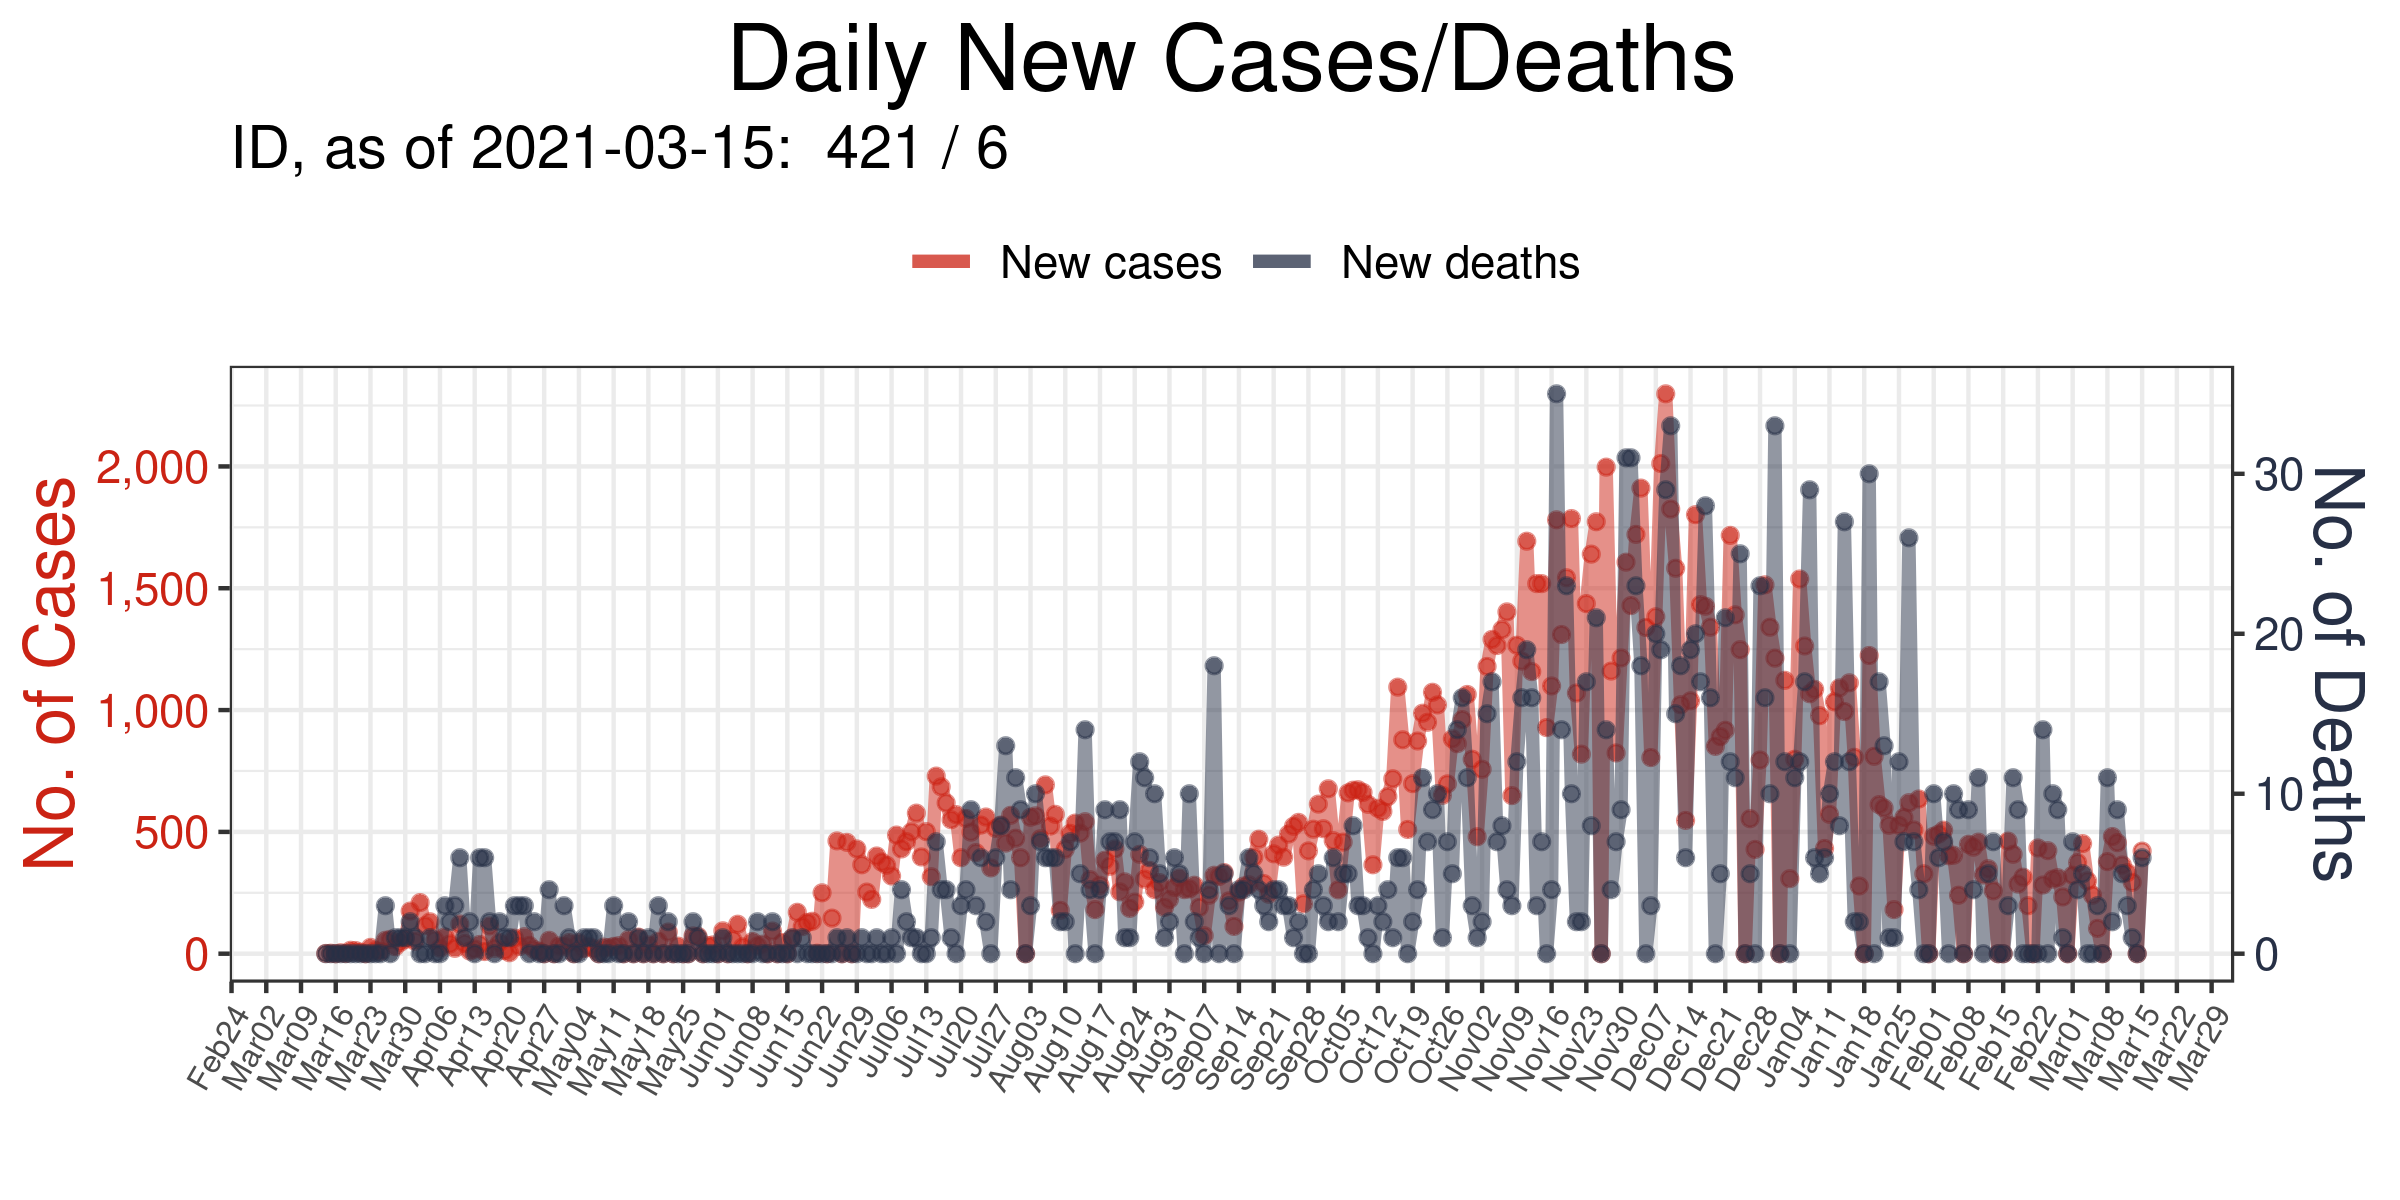 Daily New Cases/Deaths
ID, as of 2021-03-15:  421 / 6
New cases
New deaths
No. of Cases
2,000
1,500
1,000
500
0
30
20
10
0
No. of Deaths
Feb24
Mar02
Mar09
Mar16
Mar23
Mar30
Apr06
Apr13
Apr20
Apr27
May04
May11
May18
May25
Jun01
Jun08
Jun15
Jun22
Jun29
Jul06
Jul13
Jul20
Jul27
Aug03
Aug10
Aug17
Aug24
Aug31
Sep07
Sep14
Sep21
Sep28
Oct05
Oct12
Oct19
Oct26
Nov02
Nov09
Nov16
Nov23
Nov30
Dec07
Dec14
Dec21
Dec28
Jan04
Jan11
Jan18
Jan25
Feb01
Feb08
Feb15
Feb22
Mar01
Mar08
Mar15
Mar22
Mar29